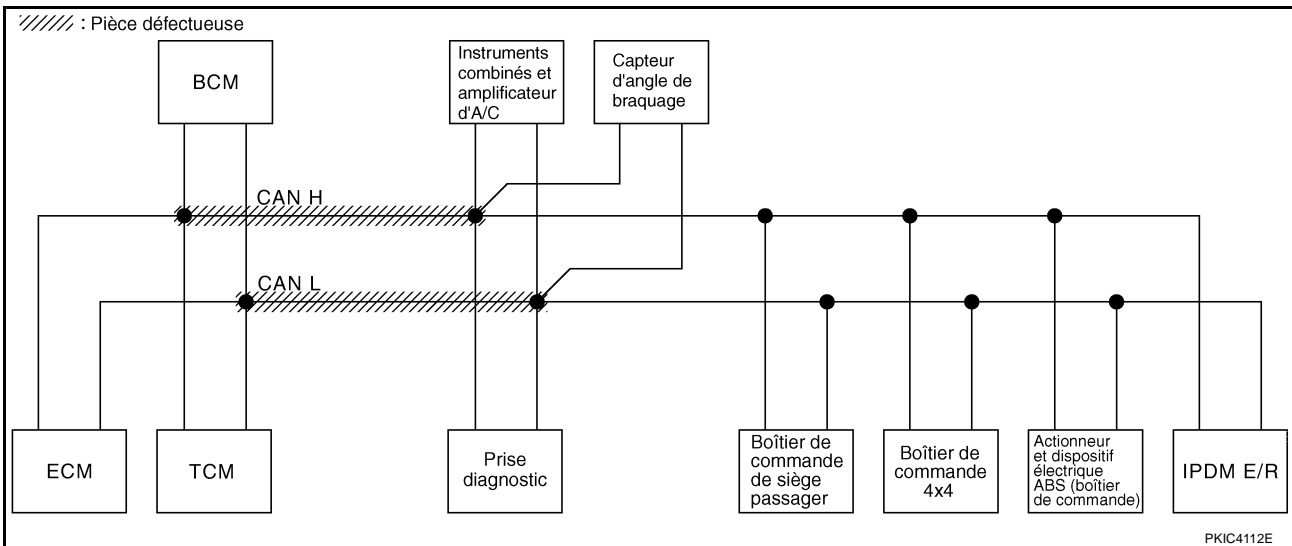 : Pièce défectueuse
BCM
Instruments
combinés et
amplificateur
d'A/C
Capteur
d'angle de
braquage
CAN H
CAN L
ECM
TCM
Prise
diagnostic
Boîtier de
commande
de siège
passager
Boîtier de
commande
4x4
Actionneur
et dispositif
électrique
ABS (boîtier
de commande)
IPDM E/R
PKIC4112E